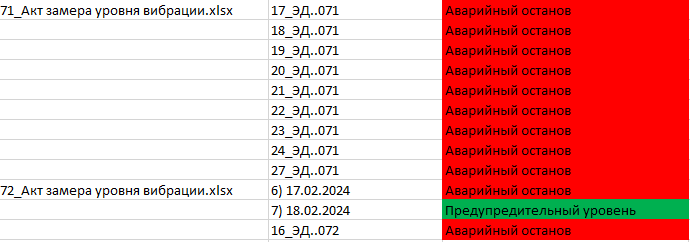 71_Акт замера уровня вибрации.xlsx 17_ЭД..071 Аварийный останов
18_ЭД..071 Аварийный останов
19_ЭД..071 Аварийный останов
20_ЭД..071 Аварийный останов
21_ЭД..071 Аварийный останов
22_ЭД..071 Аварийный останов
23_ЭД..071 Аварийный останов
24_ЭД..071 Аварийный останов
27_ЭД..071 Аварийный останов
72_Акт замера уровня вибрации.xlsx 6) 17.02.2024 Аварийный останов
7) 18.02.2024 Предупредительный уровень
16_ЭД..072 Аварийный останов